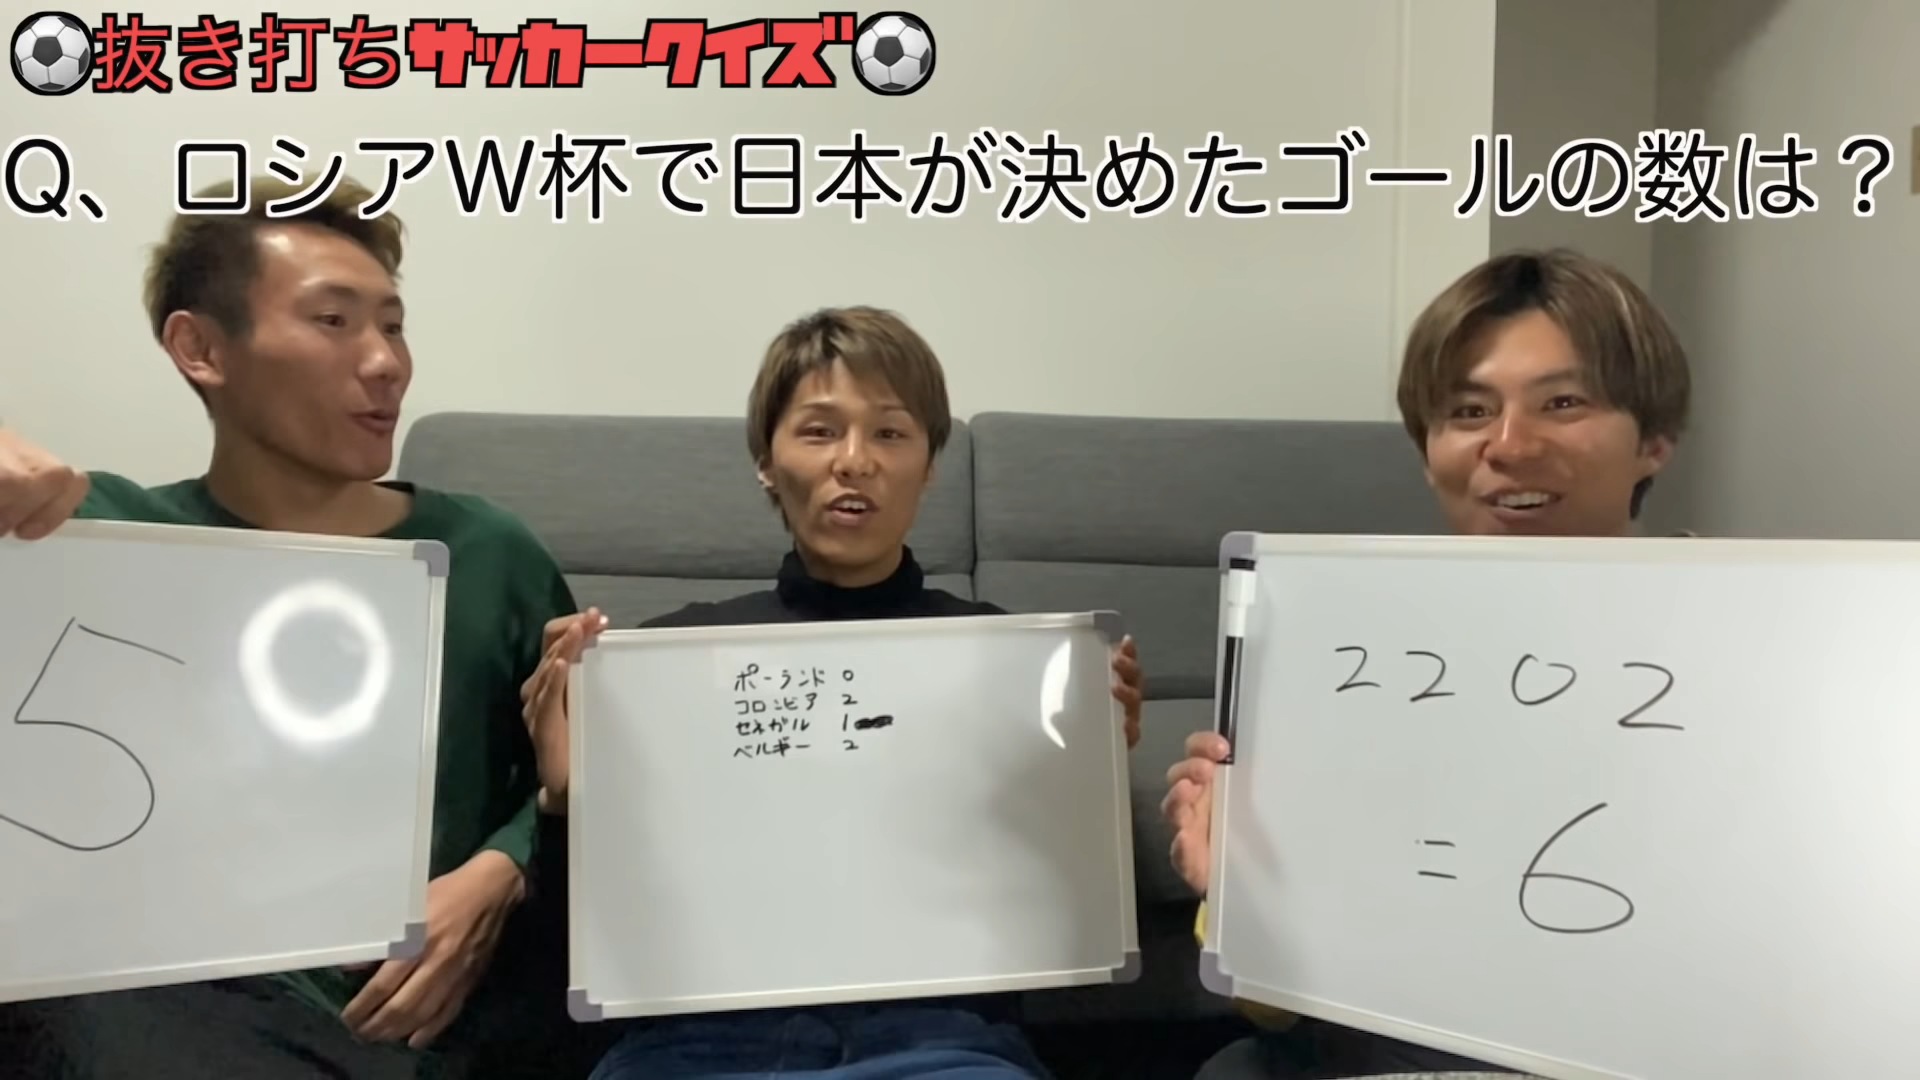 抜き打ちサッカークイズ
Q、ロシアW杯で日本が決めたゴールの数は？
5
ポーランド 0
コロンビア 2
セネガル 1
ベルギー 2
2 2 0 2
= 6